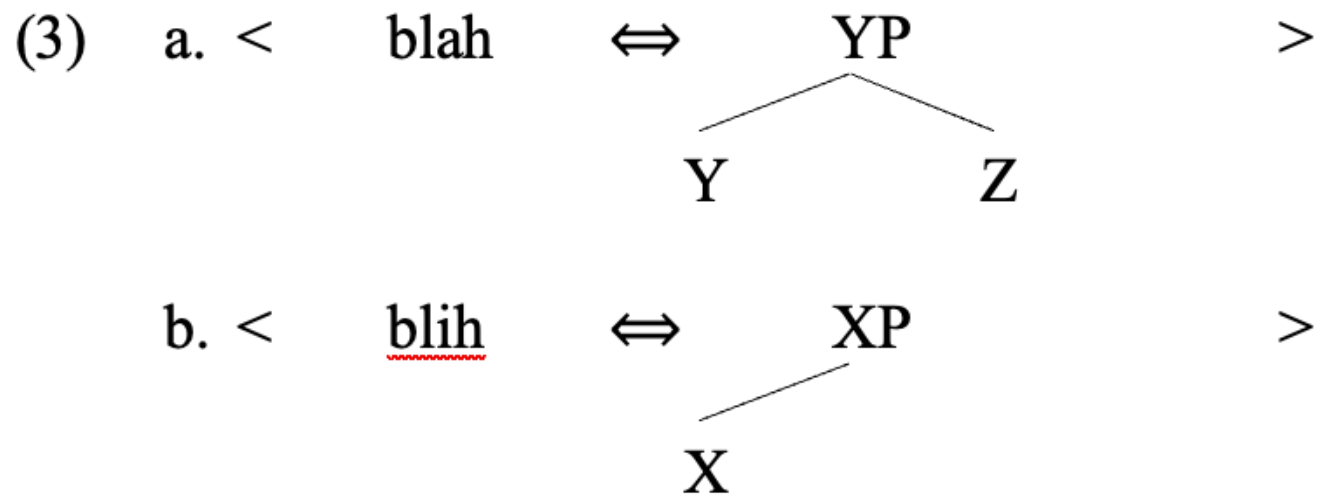 (3) a. < blah ⇔ YP >
Y Z
b. < blih ⇔ XP >
X